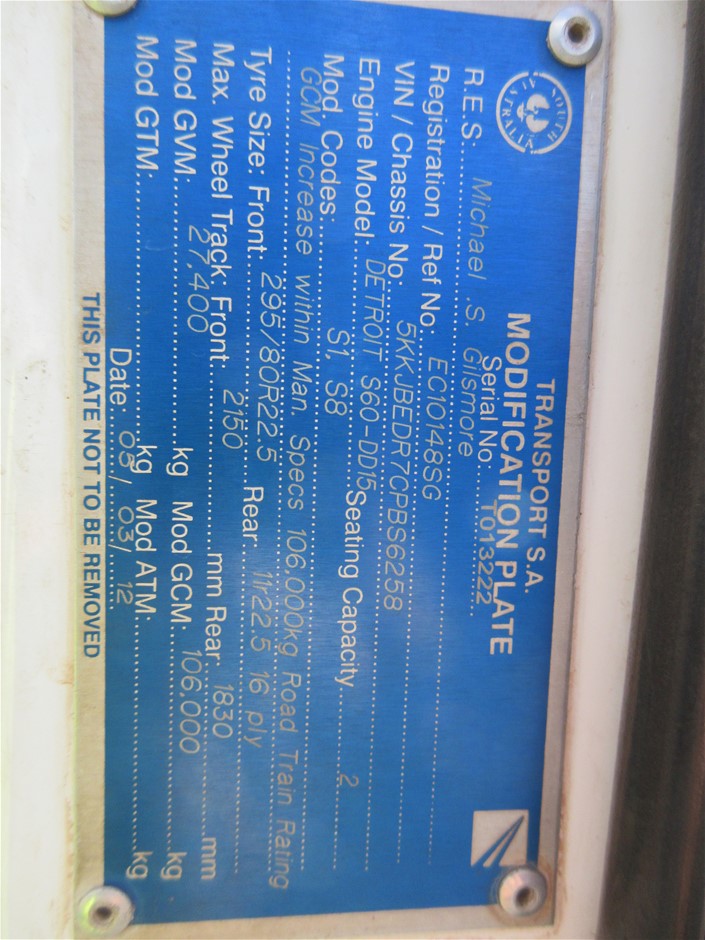 TRANSPORT S.A.
MODIFICATION PLATE
SOUTH AUSTRALIA
Serial No: T013222
R.E.S: Michael .S. Gilsmore
Registration / Ref No: EC10148SG
VIN / Chassis No: 5KKJBEDR7CPBS6258
Engine Model: DETROIT S60-DD15 Seating Capacity 2
Mod. Codes S1, S8
GCM Increase within Man. Specs 106.000kg Road Train Rating
Tyre Size: Front: 295/80R22.5 Rear: 11r22.5 16 ply
Max. Wheel Track: Front: 2150 mm Rear 1830 mm
Mod GVM: 27,400 kg Mod GCM: 106,000 kg
Mod GTM: kg Mod ATM: kg
Date: 05/ 03/ 12
THIS PLATE NOT TO BE REMOVED